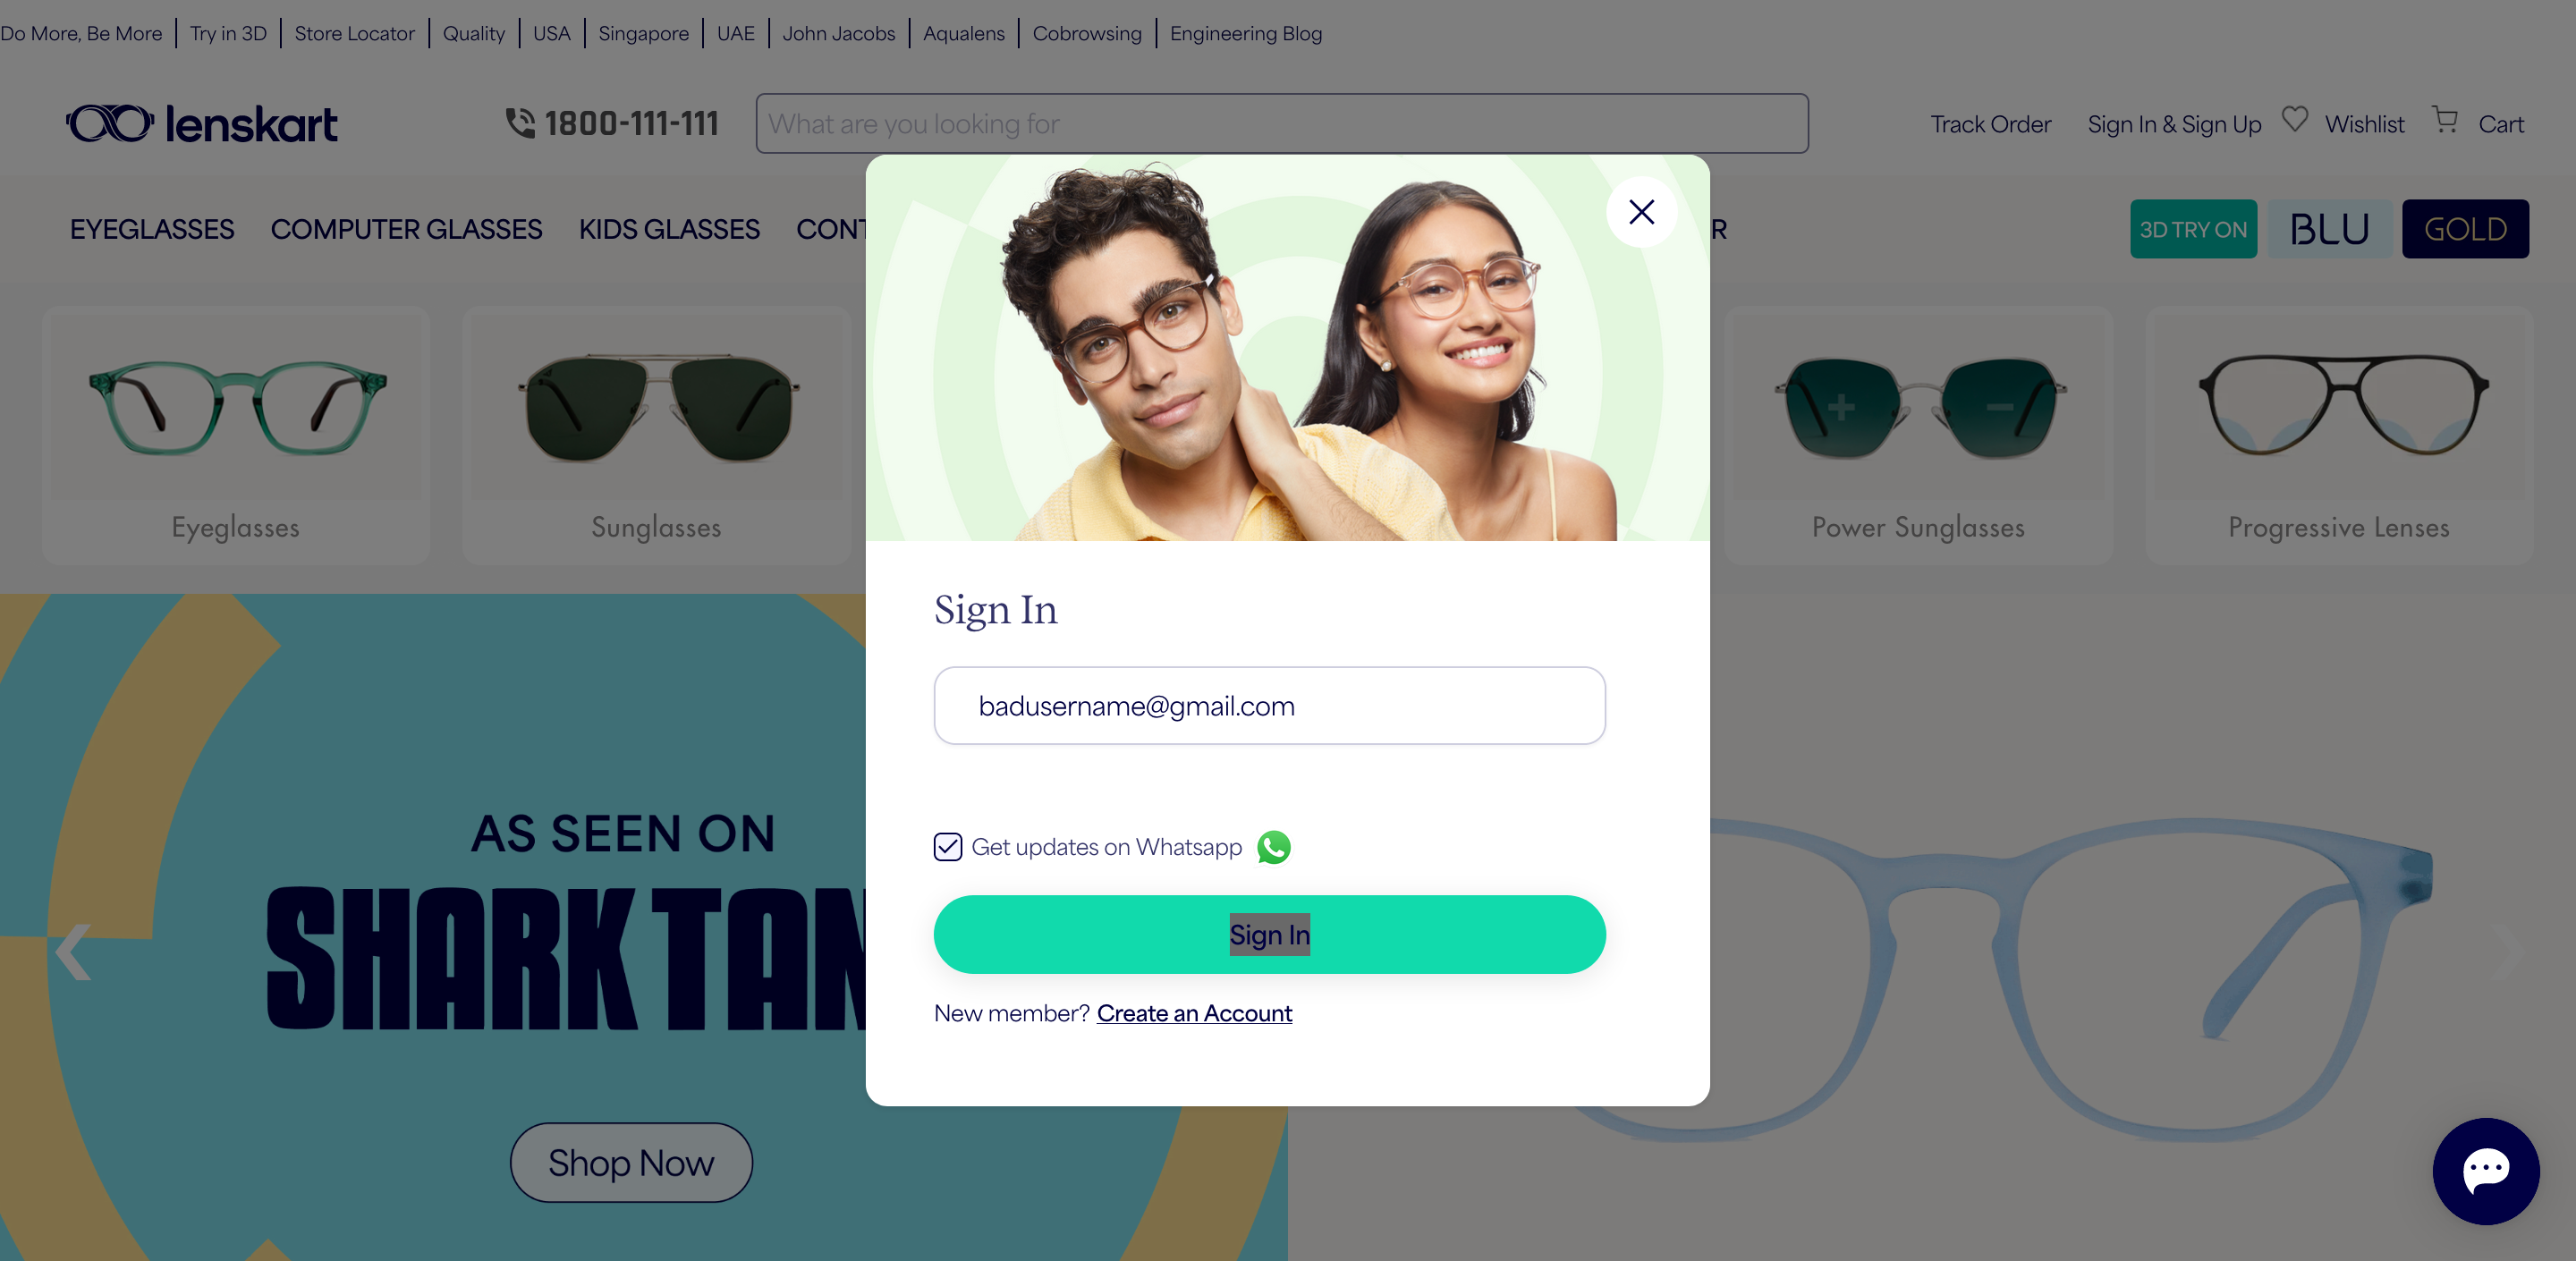 Do More, Be More | Try in 3D | Store Locator | Quality | USA | Singapore | UAE | John Jacobs | Aqualens | Cobrowsing | Engineering Blog
lenskart 1800-111-111 What are you looking for Track Order Sign In & Sign Up Wishlist Cart
EYEGLASSES COMPUTER GLASSES KIDS GLASSES CONT R 3D TRY ON BLU GOLD
Eyeglasses Sunglasses Power Sunglasses Progressive Lenses
Sign In
badusername@gmail.com
Get updates on Whatsapp
Sign In
New member? Create an Account
AS SEEN ON
SHARK TAN
Shop Now